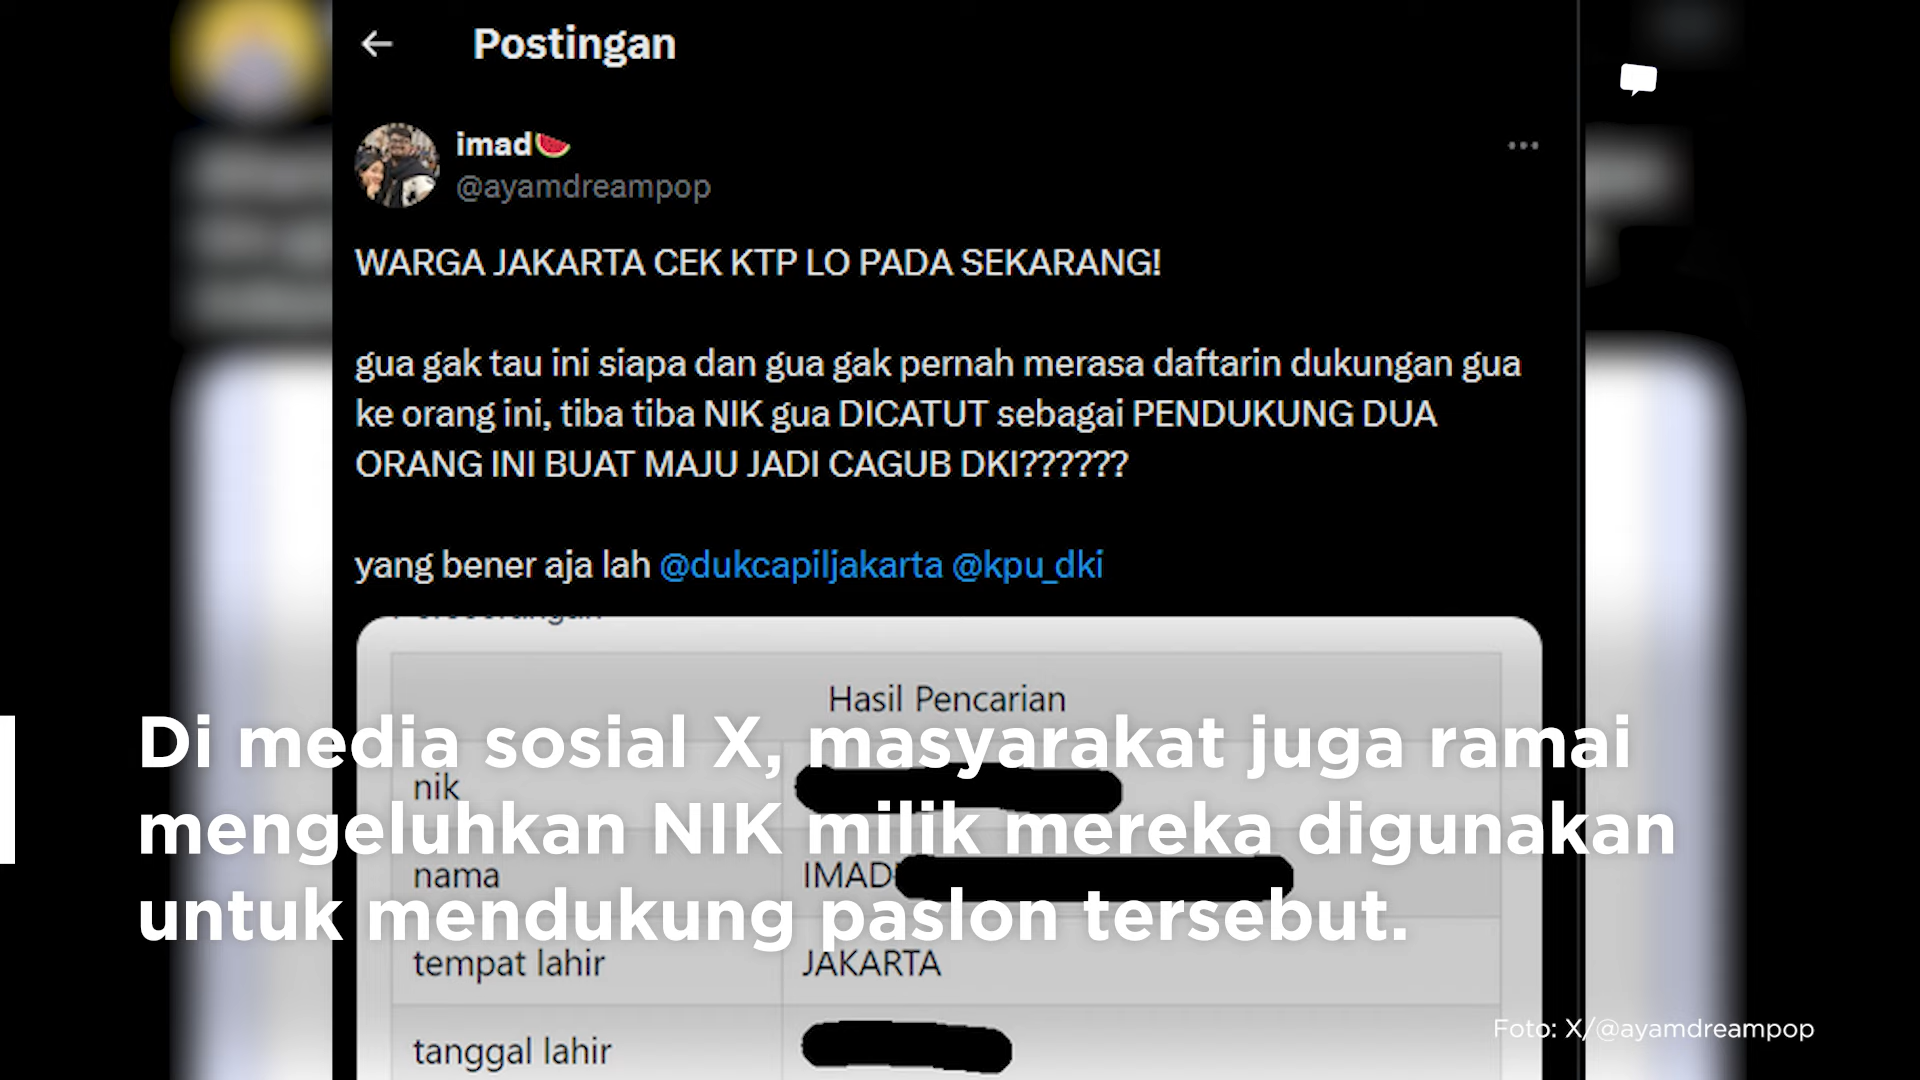 Postingan
imad
@ayamdreampop
WARGA JAKARTA CEK KTP LO PADA SEKARANG!
gua gak tau ini siapa dan gua gak pernah merasa daftarin dukungan gua
ke orang ini, tiba tiba NIK gua DICATUT sebagai PENDUKUNG DUA
ORANG INI BUAT MAJU JADI CAGUB DKI??????
yang bener aja lah @dukcapiljakarta @kpu_dki
Hasil Pencarian
Di media sosial X, masyarakat juga ramai
nik
mengeluhkan NIK milik mereka digunakan
nama IMAD
untuk mendukung paslon tersebut.
tempat lahir JAKARTA
Foto: X/@ayamdreampop
tanggal lahir